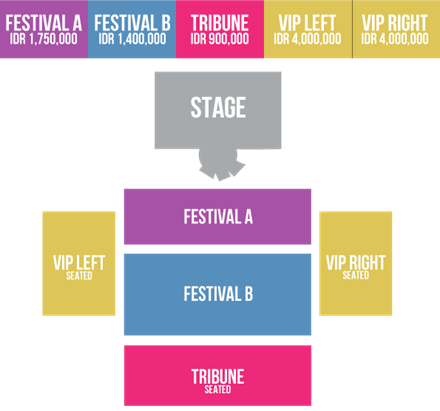 FESTIVAL A
IDR 1,750,000
FESTIVAL B
IDR 1,400,000
TRIBUNE
IDR 900,000
VIP LEFT
IDR 4,000,000
VIP RIGHT
IDR 4,000,000
STAGE
FESTIVAL A
VIP LEFT
SEATED
VIP RIGHT
SEATED
FESTIVAL B
TRIBUNE
SEATED